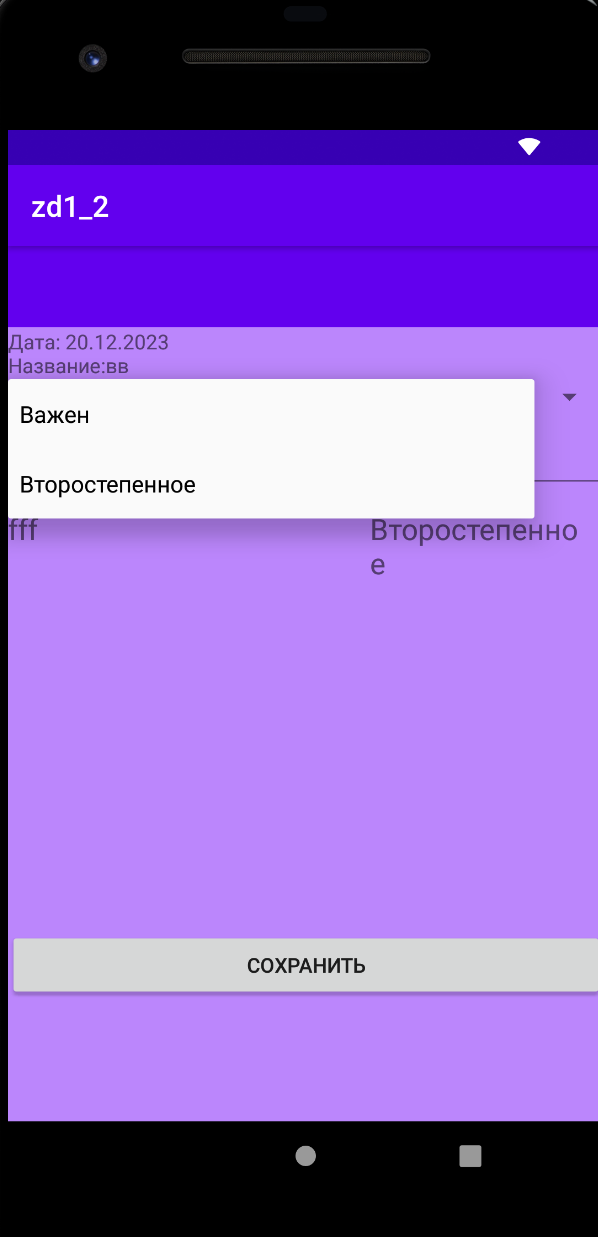 zd1_2
Дата: 20.12.2023
Название:вв
Важен
Второстепенное
fff
Второстепенно
е
СОХРАНИТЬ